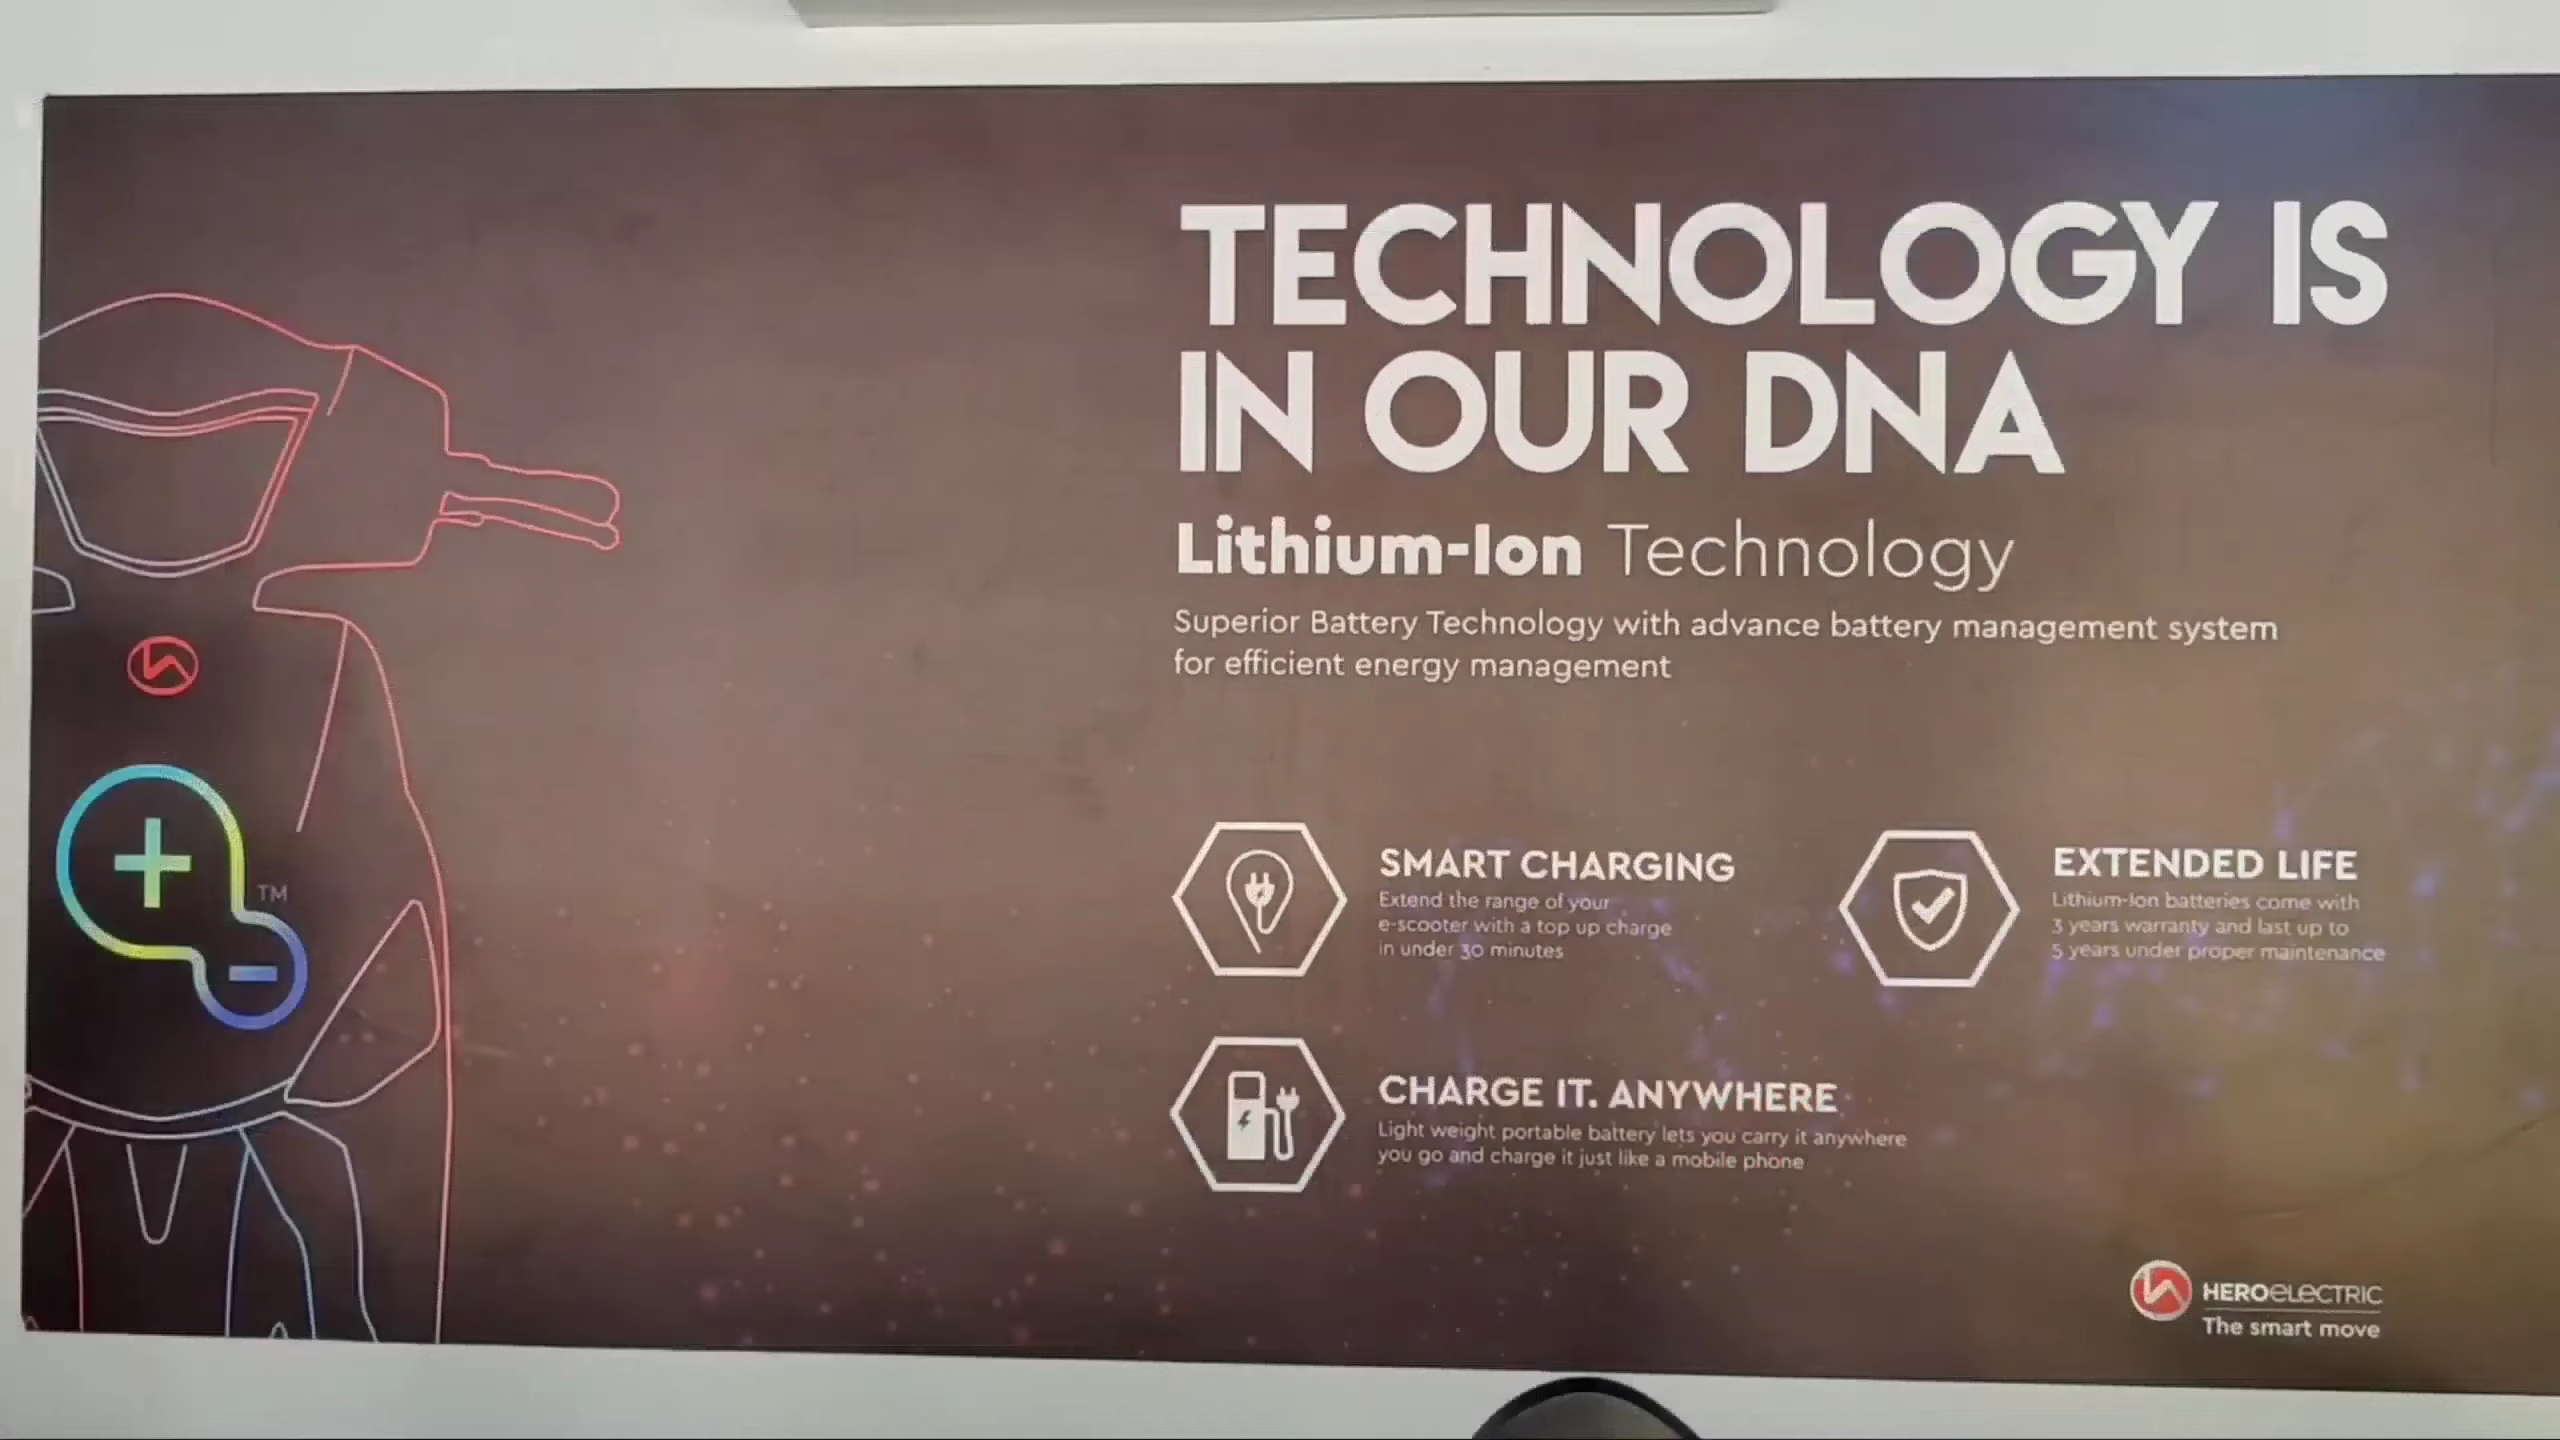 TECHNOLOGY IS
IN OUR DNA
Lithium-Ion Technology
Superior Battery Technology with advance battery management system
for efficient energy management
SMART CHARGING
Extend the range of your
e-scooter with a top up charge
in under 30 minutes
EXTENDED LIFE
Lithium-Ion batteries come with
3 years warranty and last up to
5 years under proper maintenance
CHARGE IT. ANYWHERE
Light weight portable battery lets you carry it anywhere
you go and charge it just like a mobile phone
TM
HEROELECTRIC
The smart move